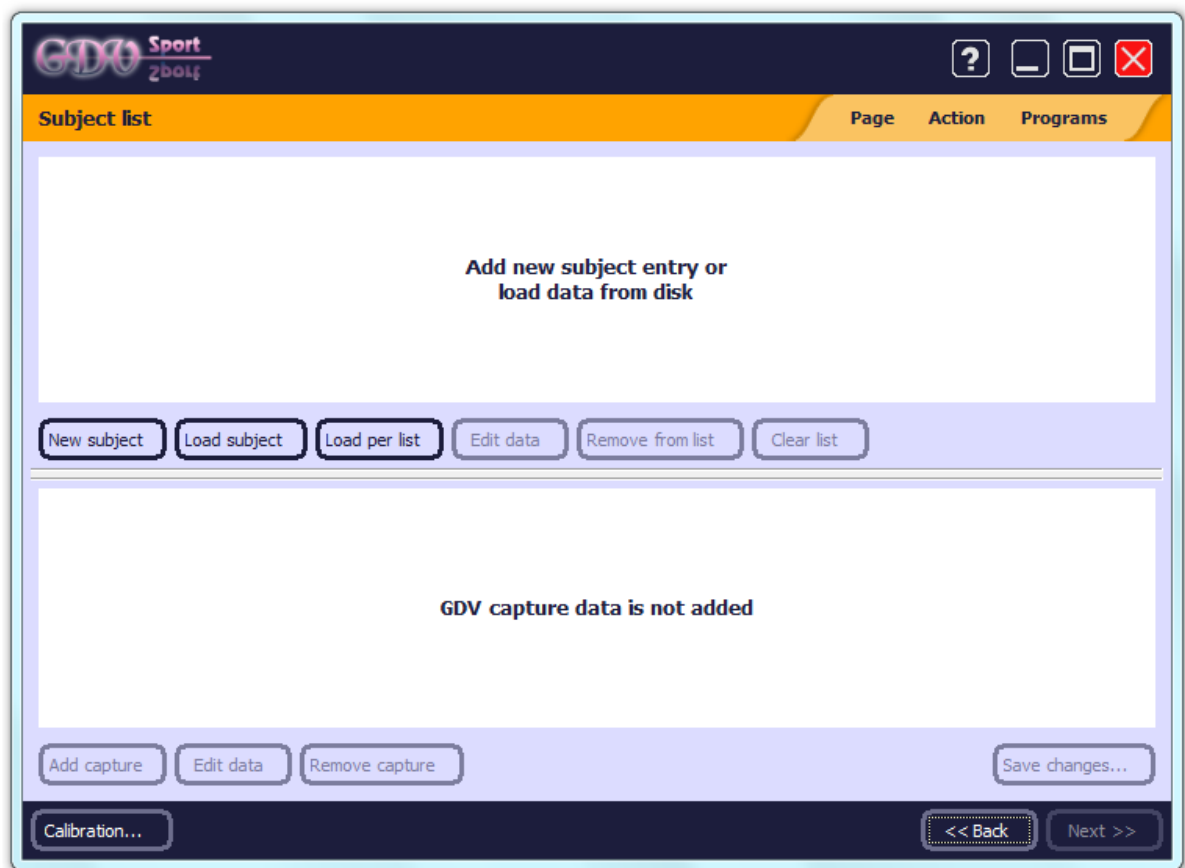 GDV Sport
?
Subject list
Page Action Programs
Add new subject entry or
load data from disk
New subject Load subject Load per list Edit data Remove from list Clear list
GDV capture data is not added
Add capture Edit data Remove capture Save changes...
Calibration... << Back Next >>